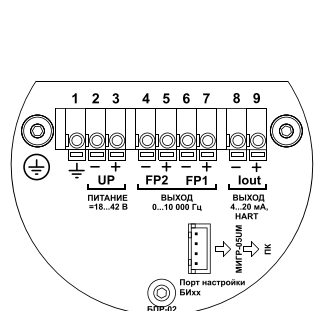 1 2 3 4 5 6 7 8 9
− + − + − + − +
UP FP2 FP1 Iout
ПИТАНИЕ
=18...42 В
ВЫХОД
0...10 000 Гц
ВЫХОД
4...20 мА,
HART
МИГР-05UM
ПК
Порт настройки
БИхх
БПР-02